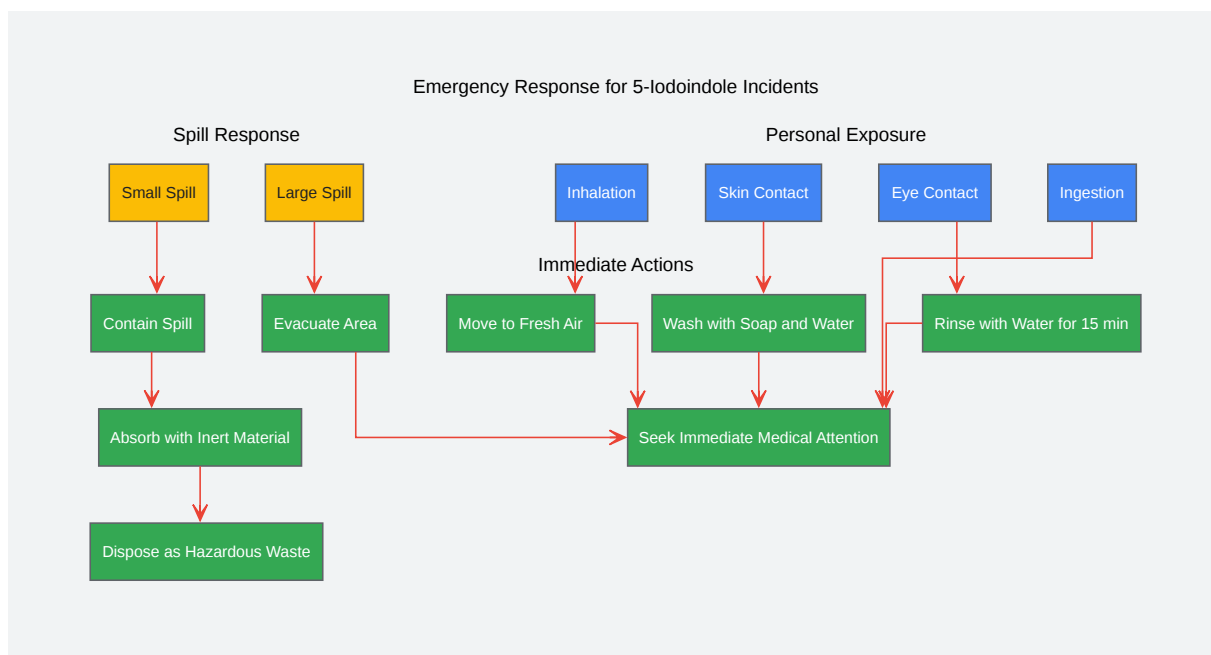 Emergency Response for 5-Iodoindole Incidents
Spill Response
Personal Exposure
Small Spill
Large Spill
Inhalation
Skin Contact
Eye Contact
Ingestion
Immediate Actions
Contain Spill
Evacuate Area
Move to Fresh Air
Wash with Soap and Water
Rinse with Water for 15 min
Absorb with Inert Material
Seek Immediate Medical Attention
Dispose as Hazardous Waste